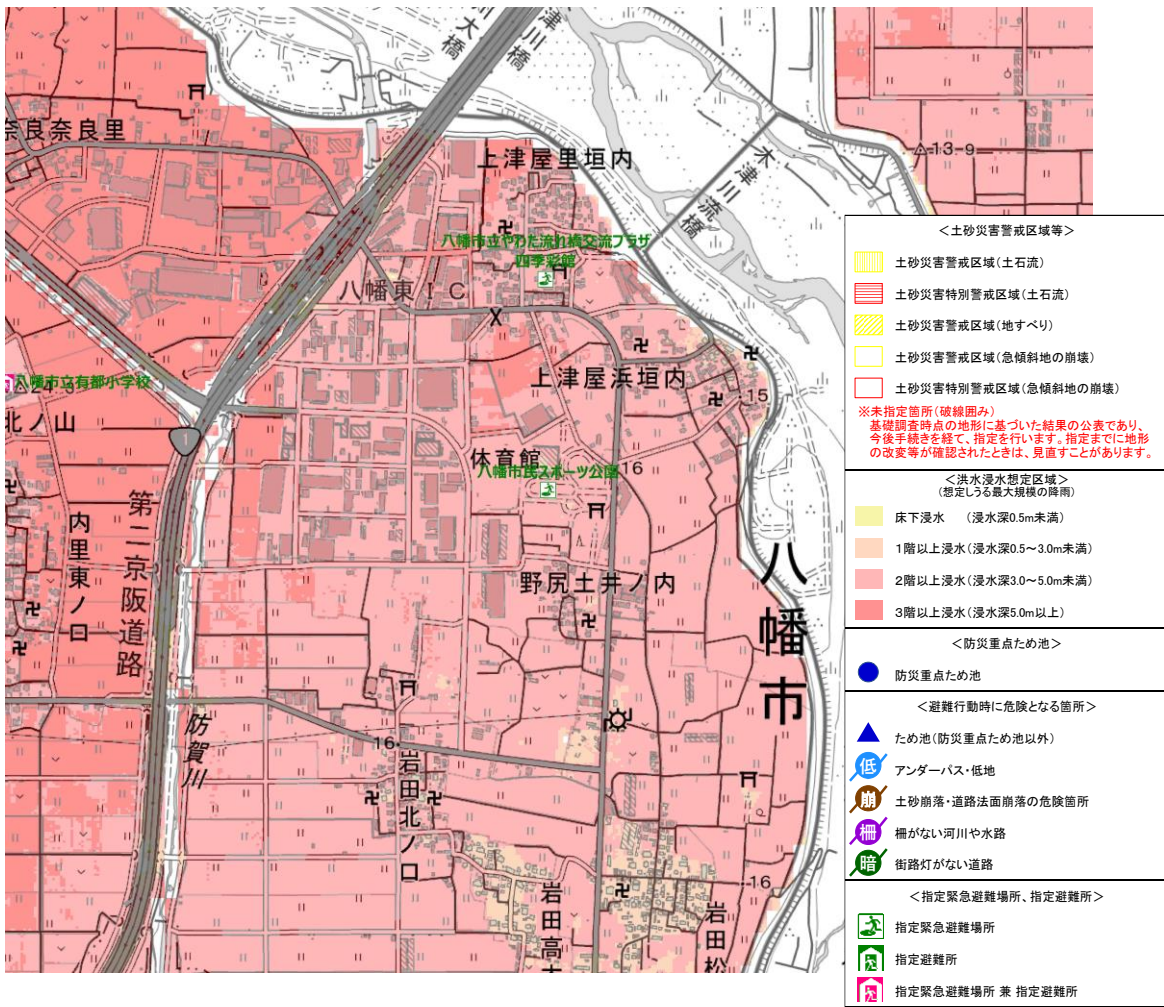 大橋
津川橋
奈良奈良里
上津屋里垣内
木津川流橋
13.9
八幡市立やわた流れ橋交流プラザ
四季彩館
八幡東IC
上津屋浜垣内
八幡市立有都小学校
北ノ山
1
15
体育館
八幡市民スポーツ公園
16
第二京阪道路
内里東ノ口
野尻土井ノ内
八幡市
防賀川
16
岩田北ノ口
16
岩田高木
岩田松
<土砂災害警戒区域等>
土砂災害警戒区域(土石流)
土砂災害特別警戒区域(土石流)
土砂災害警戒区域(地すべり)
土砂災害警戒区域(急傾斜地の崩壊)
土砂災害特別警戒区域(急傾斜地の崩壊)
※未指定箇所(破線囲み)
基礎調査時点の地形に基づいた結果の公表であり、
今後手続きを経て、指定を行います。指定までに地形
の改変等が確認されたときは、見直すことがあります。
<洪水浸水想定区域>
(想定しうる最大規模の降雨)
床下浸水 (浸水深0.5m未満)
1階以上浸水(浸水深0.5~3.0m未満)
2階以上浸水(浸水深3.0~5.0m未満)
3階以上浸水(浸水深5.0m以上)
<防災重点ため池>
防災重点ため池
<避難行動時に危険となる箇所>
ため池(防災重点ため池以外)
低 アンダーパス・低地
崩 土砂崩落・道路法面崩落の危険箇所
柵 柵がない河川や水路
暗 街路灯がない道路
<指定緊急避難場所、指定避難所>
指定緊急避難場所
指定避難所
指定緊急避難場所 兼 指定避難所